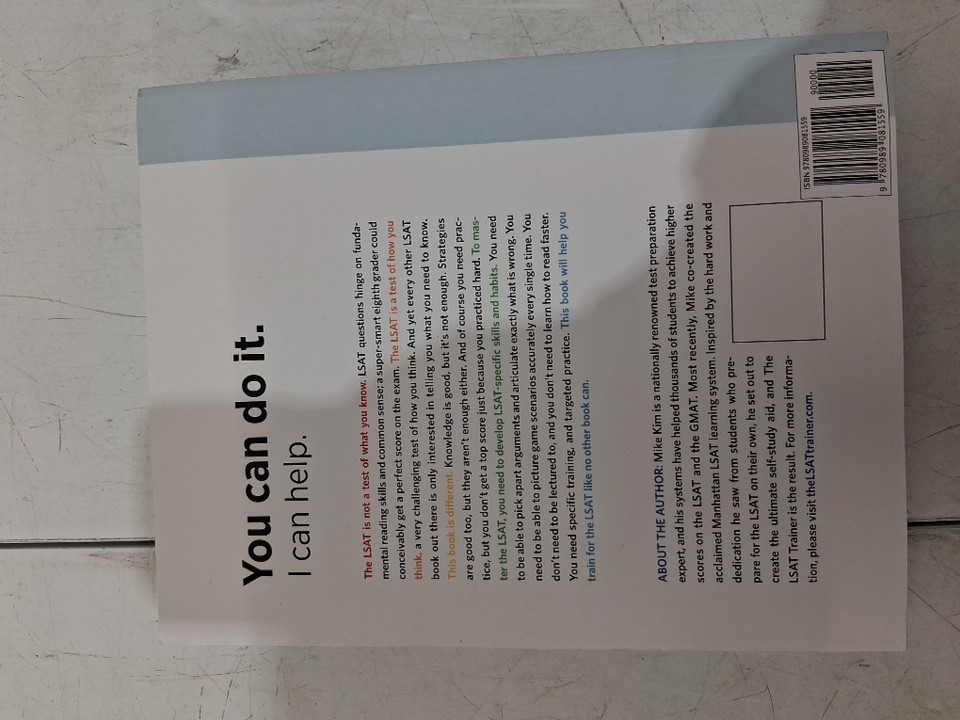 You can do it.
I can help.
The LSAT is not a test of what you know. LSAT questions hinge on funda-
mental reading skills and common sense; a super-smart eighth grader could
conceivably get a perfect score on the exam. The LSAT is a test of how you
think, a very challenging test of how you think. And yet every other LSAT
book out there is only interested in telling you what you need to know.
This book is different. Knowledge is good, but it's not enough. Strategies
are good too, but they aren't enough either. And of course you need prac-
tice, but you don't get a top score just because you practiced hard. To mas-
ter the LSAT, you need to develop LSAT-specific skills and habits. You need
to be able to pick apart arguments and articulate exactly what is wrong. You
need to be able to picture game scenarios accurately every single time. You
don't need to be lectured to, and you don't need to learn how to read faster.
You need specific training, and targeted practice. This book will help you
train for the LSAT like no other book can.
ABOUT THE AUTHOR: Mike Kim is a nationally renowned test preparation
expert, and his systems have helped thousands of students to achieve higher
scores on the LSAT and the GMAT. Most recently, Mike co-created the
acclaimed Manhattan LSAT learning system. Inspired by the hard work and
dedication he saw from students who pre-
pare for the LSAT on their own, he set out to
create the ultimate self-study aid, and The
LSAT Trainer is the result. For more informa-
tion, please visit theLSATtrainer.com.
ISBN 9780989081559
90000
9 780989 081559